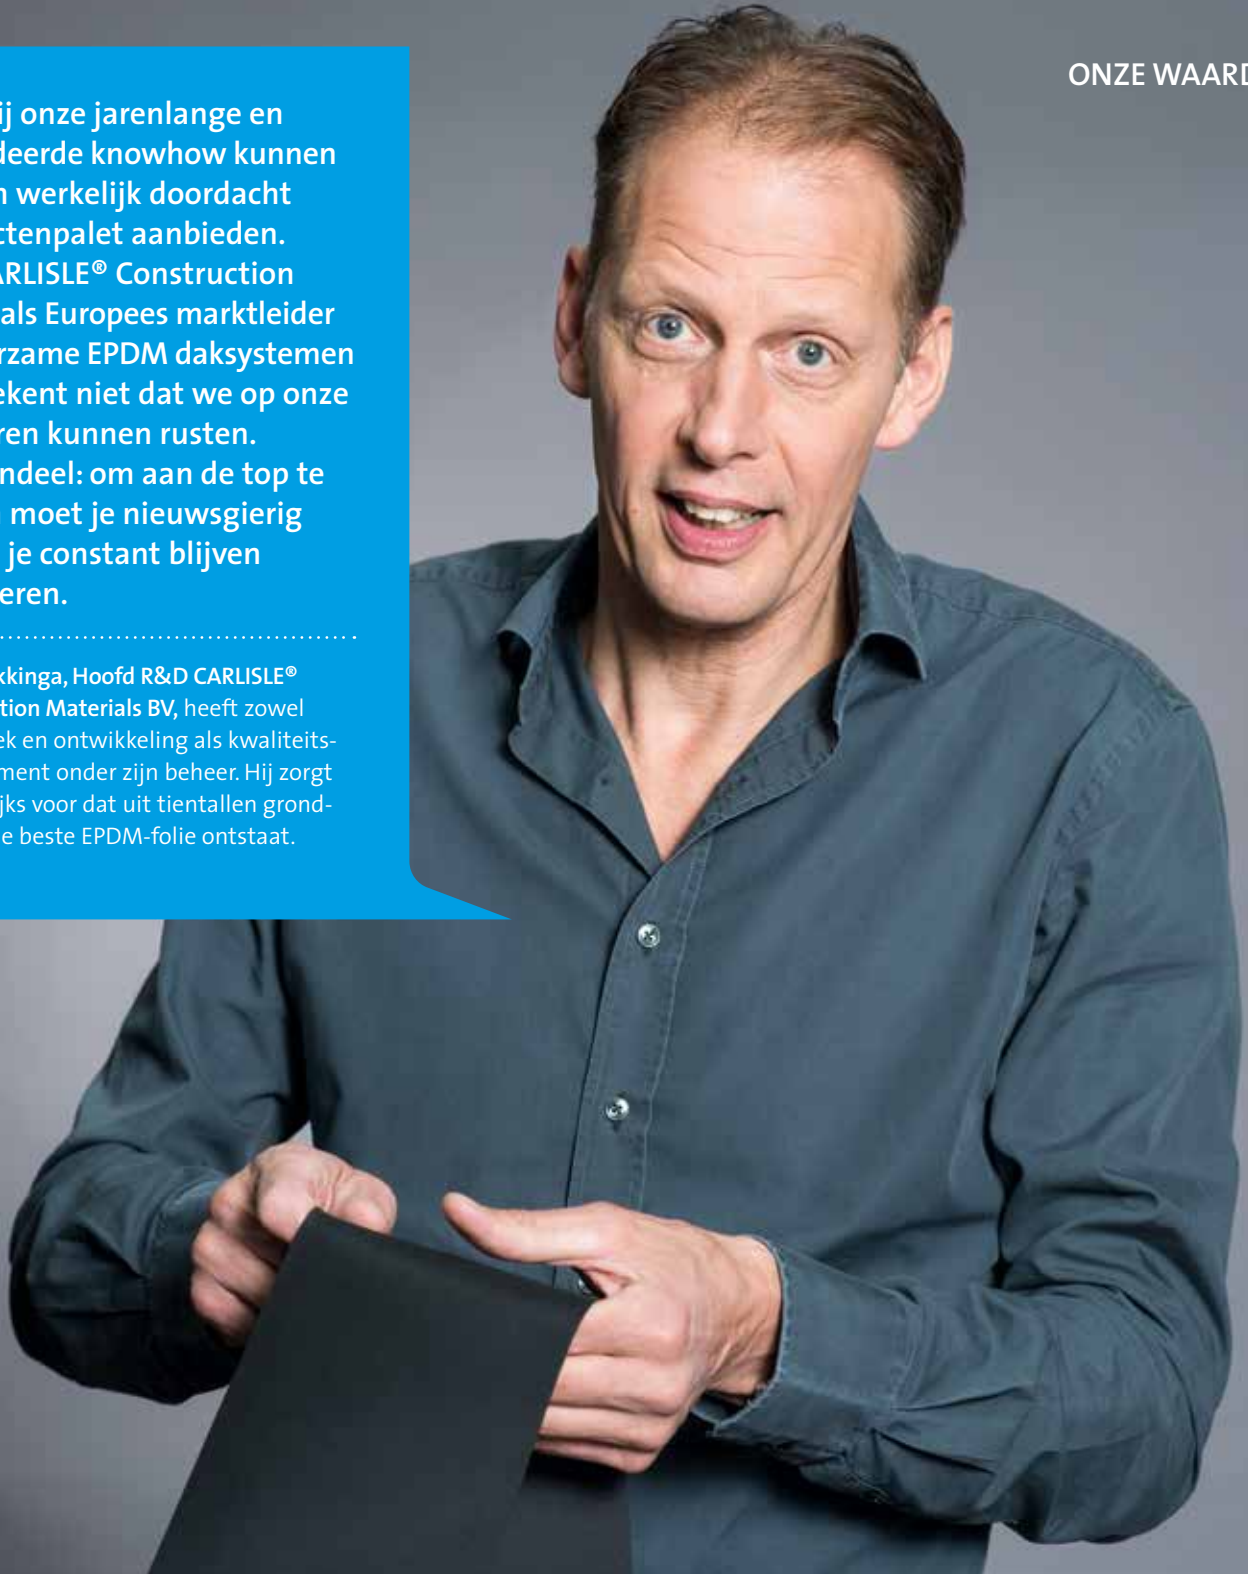 ONZE WAARD
ij onze jarenlange en
deerde knowhow kunnen
n werkelijk doordacht
ctenpalet aanbieden.
ARLISLE® Construction
als Europees marktleider
rzame EPDM daksystemen
ekent niet dat we op onze
ren kunnen rusten.
ndeel: om aan de top te
n moet je nieuwsgierig
je constant blijven
eren.
kkinga, Hoofd R&D CARLISLE®
tion Materials BV, heeft zowel
ek en ontwikkeling als kwaliteits-
ment onder zijn beheer. Hij zorgt
ijks voor dat uit tientallen grond-
e beste EPDM-folie ontstaat.